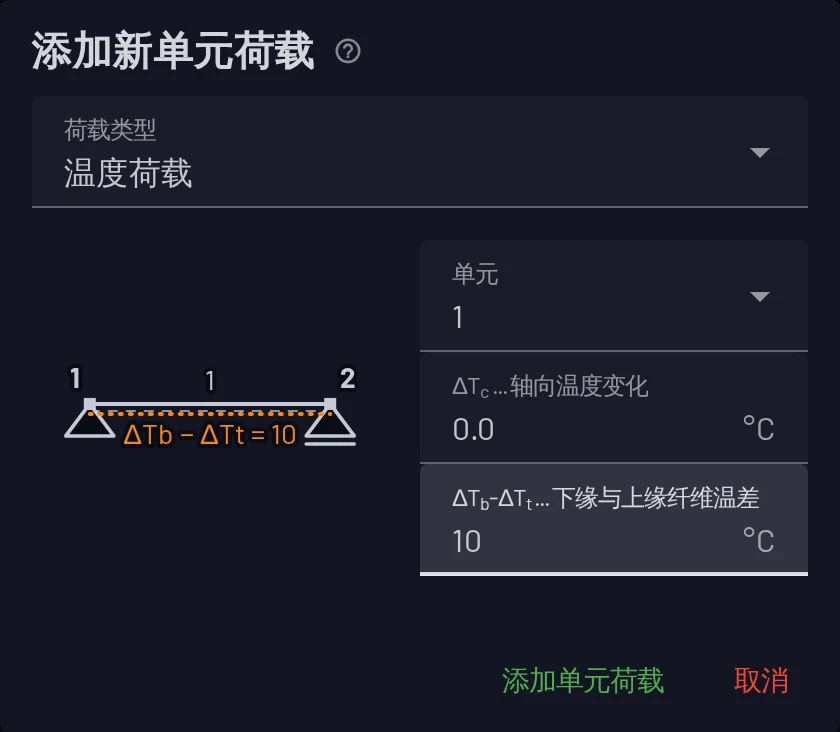 添加新单元荷载 ?
荷载类型
温度荷载
单元
1
1 1 2
ΔTb − ΔTt = 10
ΔTc...轴向温度变化
0.0 °C
ΔTb-ΔTt...下缘与上缘纤维温差
10 °C
添加单元荷载 取消